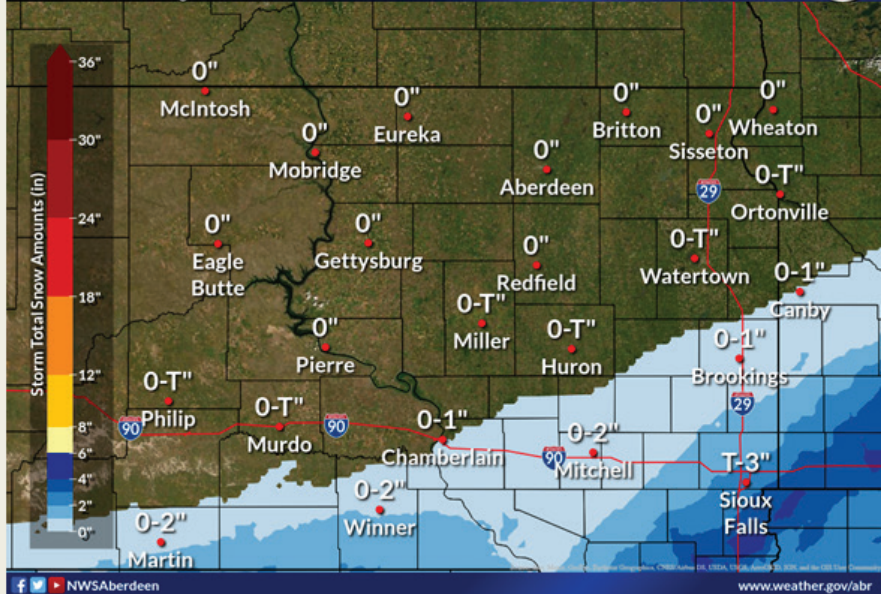 36"
30"
24"
18"
12"
8"
6"
4"
2"
0"
Storm Total Snow Amounts (in)
0"
McIntosh
0"
Eureka
0"
Britton
0"
Sisseton
0"
Wheaton
0"
Mobridge
0"
Aberdeen
29
0-T"
Ortonville
0"
Eagle
Butte
0"
Gettysburg
0"
Redfield
0-T"
Watertown
0-1"
Canby
0-T"
Miller
0-T"
Huron
0"
Pierre
0-1"
Brookings
0-T"
Philip
90
0-T"
Murdo
90
0-1"
Chamberlain
90
0-2"
Mitchell
29
T-3"
Sioux
Falls
0-2"
Winner
0-2"
Martin
NWSAberdeen
www.weather.gov/abr